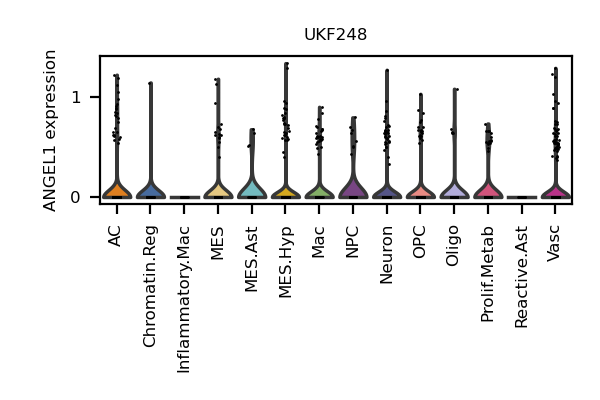 UKF248
ANGEL1 expression
1
0
AC
Chromatin.Reg
Inflammatory.Mac
MES
MES.Ast
MES.Hyp
Mac
NPC
Neuron
OPC
Oligo
Prolif.Metab
Reactive.Ast
Vasc